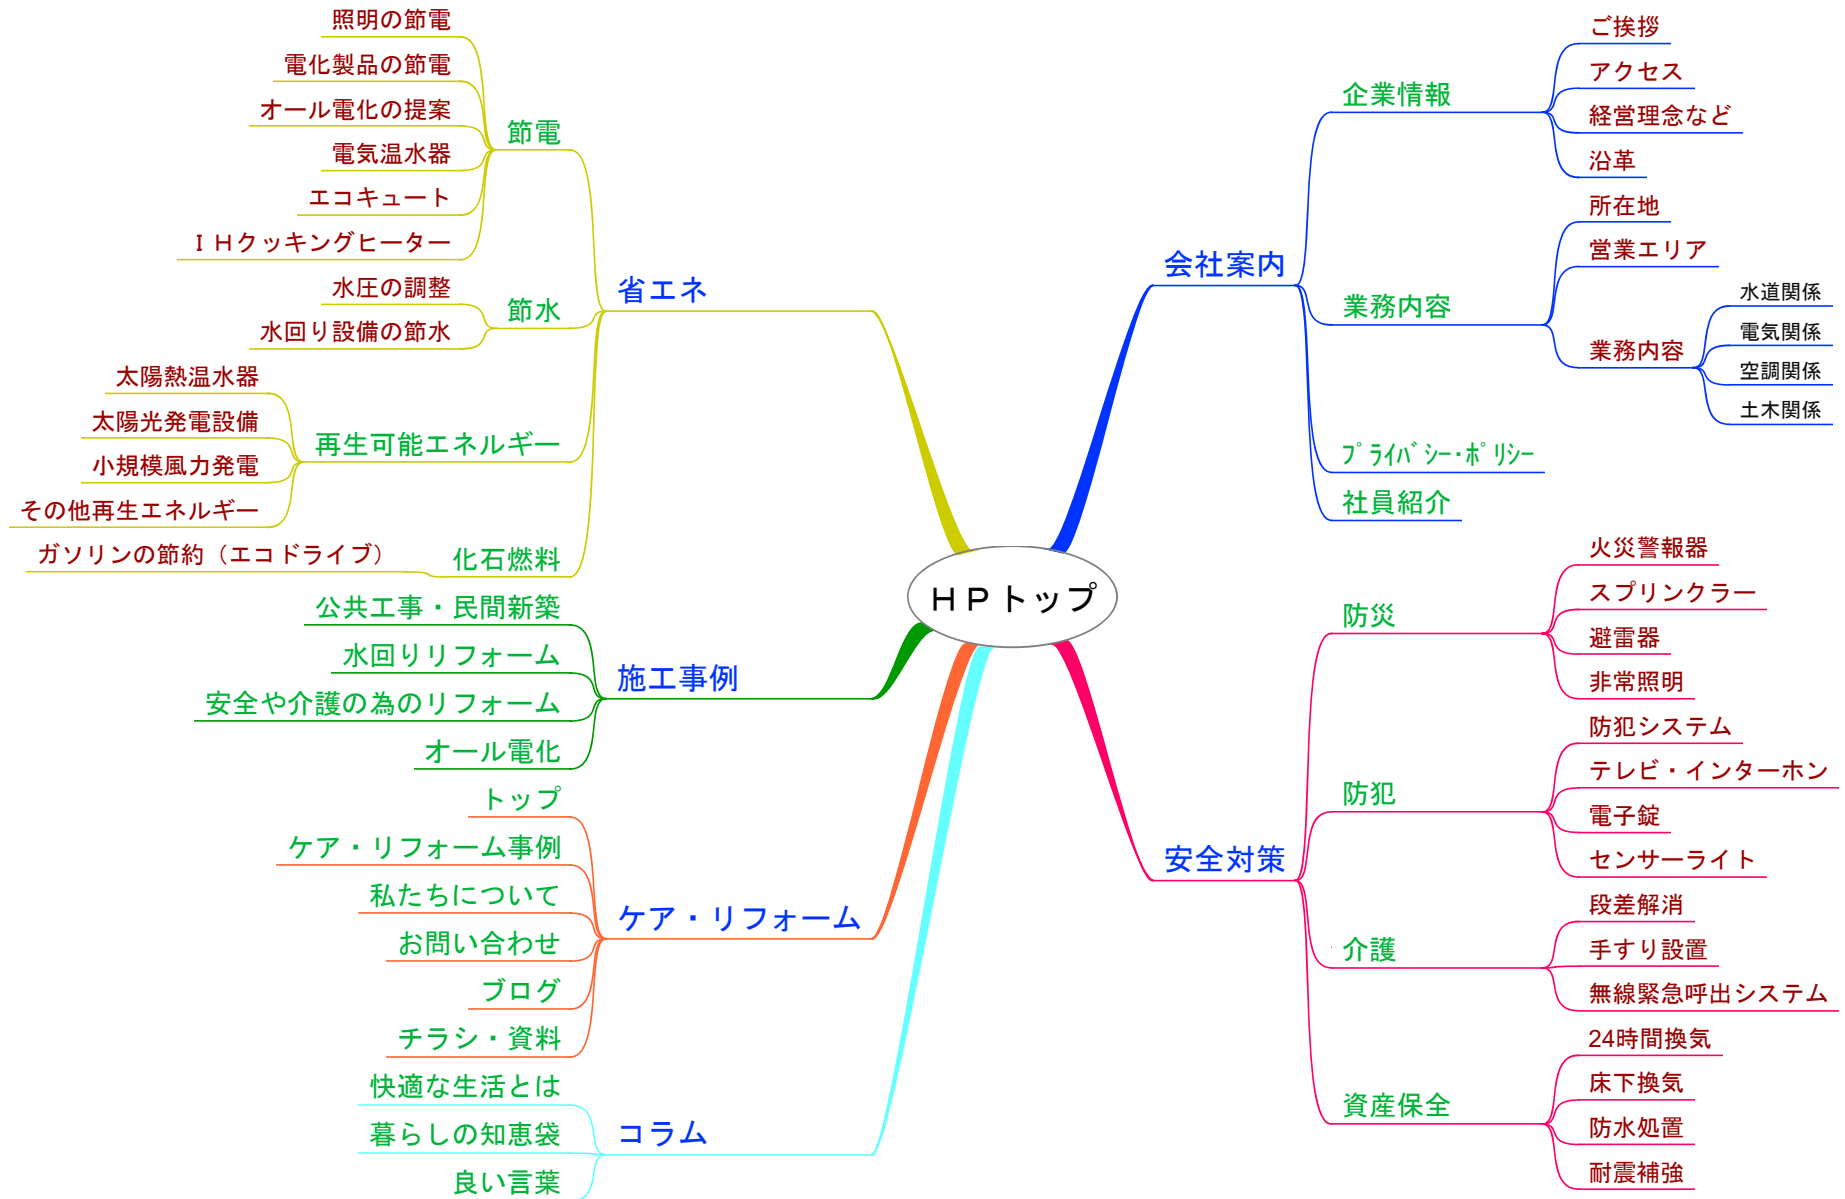 ＨＰトップ
会社案内
企業情報
ご挨拶
アクセス
経営理念など
沿革
業務内容
所在地
営業エリア
業務内容
水道関係
電気関係
空調関係
土木関係
ﾌﾟﾗｲﾊﾞｼｰ･ﾎﾟﾘｼｰ
社員紹介
安全対策
防災
火災警報器
スプリンクラー
避雷器
非常照明
防犯
防犯システム
テレビ・インターホン
電子錠
センサーライト
介護
段差解消
手すり設置
無線緊急呼出システム
資産保全
24時間換気
床下換気
防水処置
耐震補強
省エネ
節電
照明の節電
電化製品の節電
オール電化の提案
電気温水器
エコキュート
ＩＨクッキングヒーター
節水
水圧の調整
水回り設備の節水
再生可能エネルギー
太陽熱温水器
太陽光発電設備
小規模風力発電
その他再生エネルギー
化石燃料
ガソリンの節約（エコドライブ）
施工事例
公共工事・民間新築
水回りリフォーム
安全や介護の為のリフォーム
オール電化
ケア・リフォーム
トップ
ケア・リフォーム事例
私たちについて
お問い合わせ
ブログ
チラシ・資料
コラム
快適な生活とは
暮らしの知恵袋
良い言葉